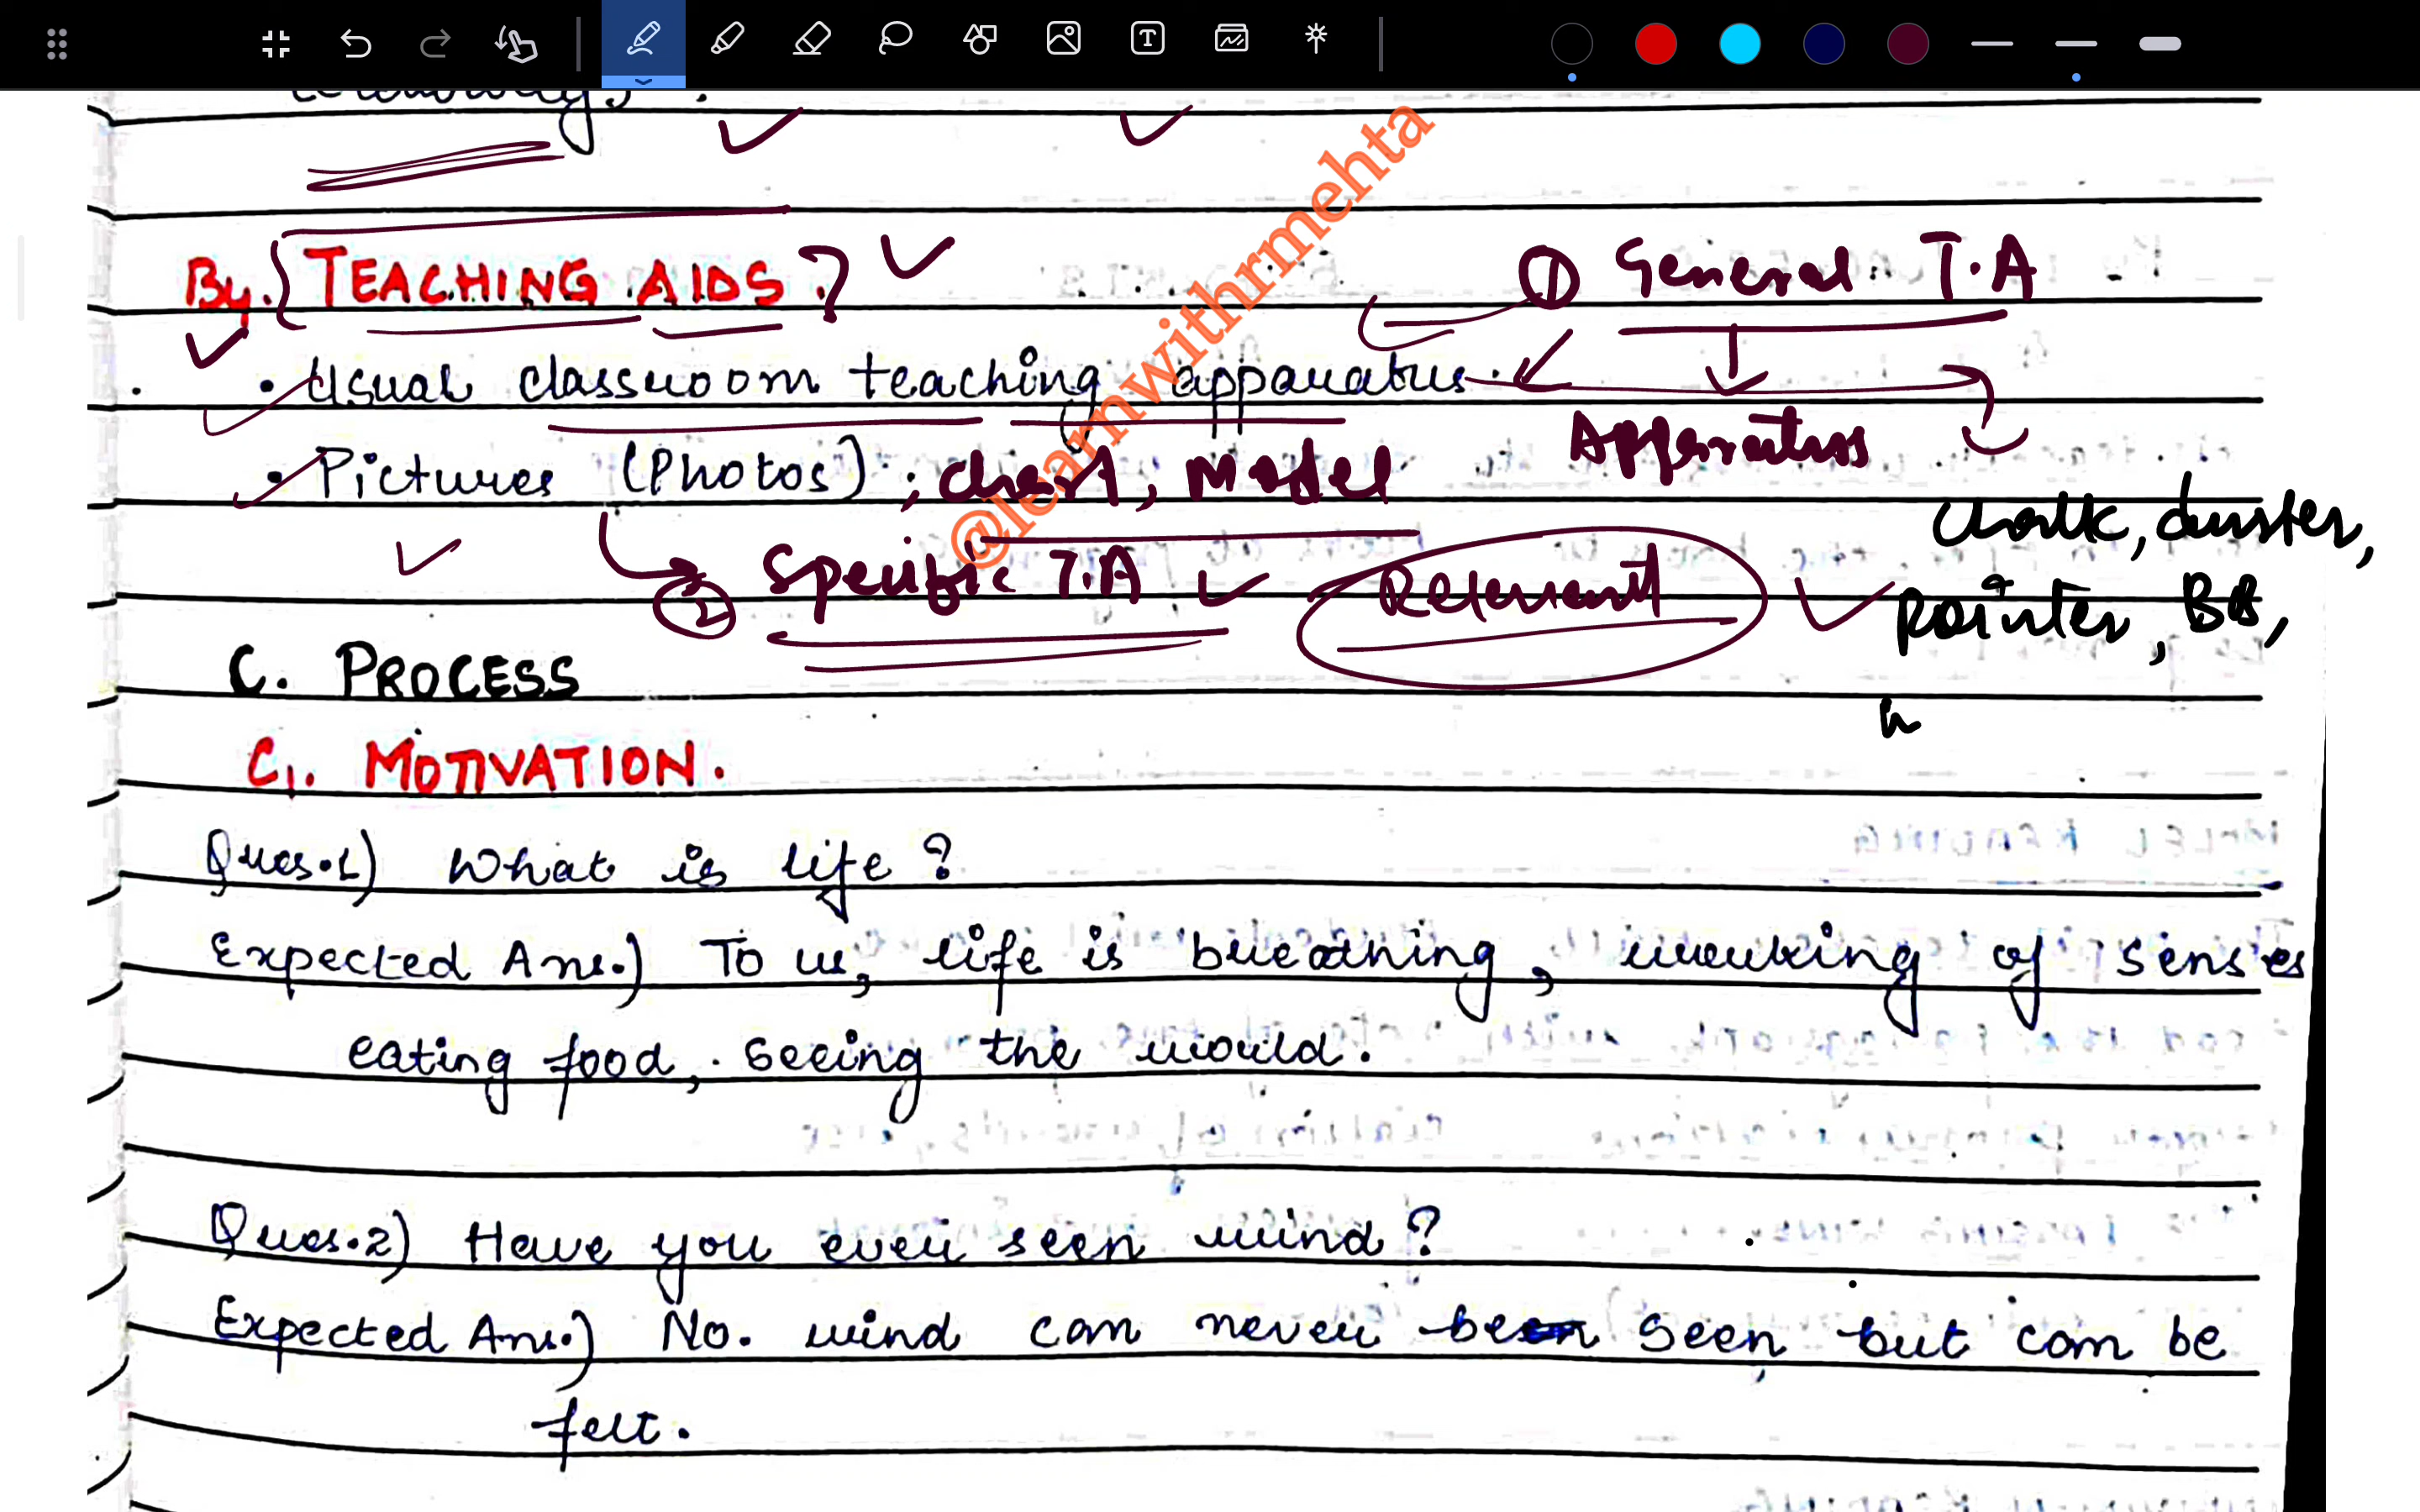 By. {TEACHING AIDS.}
① General T.A
• Usual classroom teaching apparatus.
Apparatus
• Pictures (Photos) ; chart, Model
chalk, duster,
② Specific T.A
Relevant
pointer, BB,
C. PROCESS
C1. MOTIVATION.
Ques.1) What is life ?
Expected Ans.) To us, life is breathing, working of senses
eating food, seeing the world.
Ques.2) Have you ever seen wind ?
Expected Ans.) No. wind can never be seen but can be
felt.
@learnwithrmehta